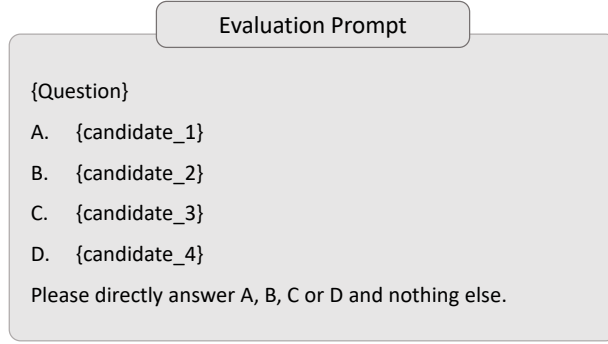 Evaluation Prompt
{Question}
A. {candidate_1}
B. {candidate_2}
C. {candidate_3}
D. {candidate_4}
Please directly answer A, B, C or D and nothing else.